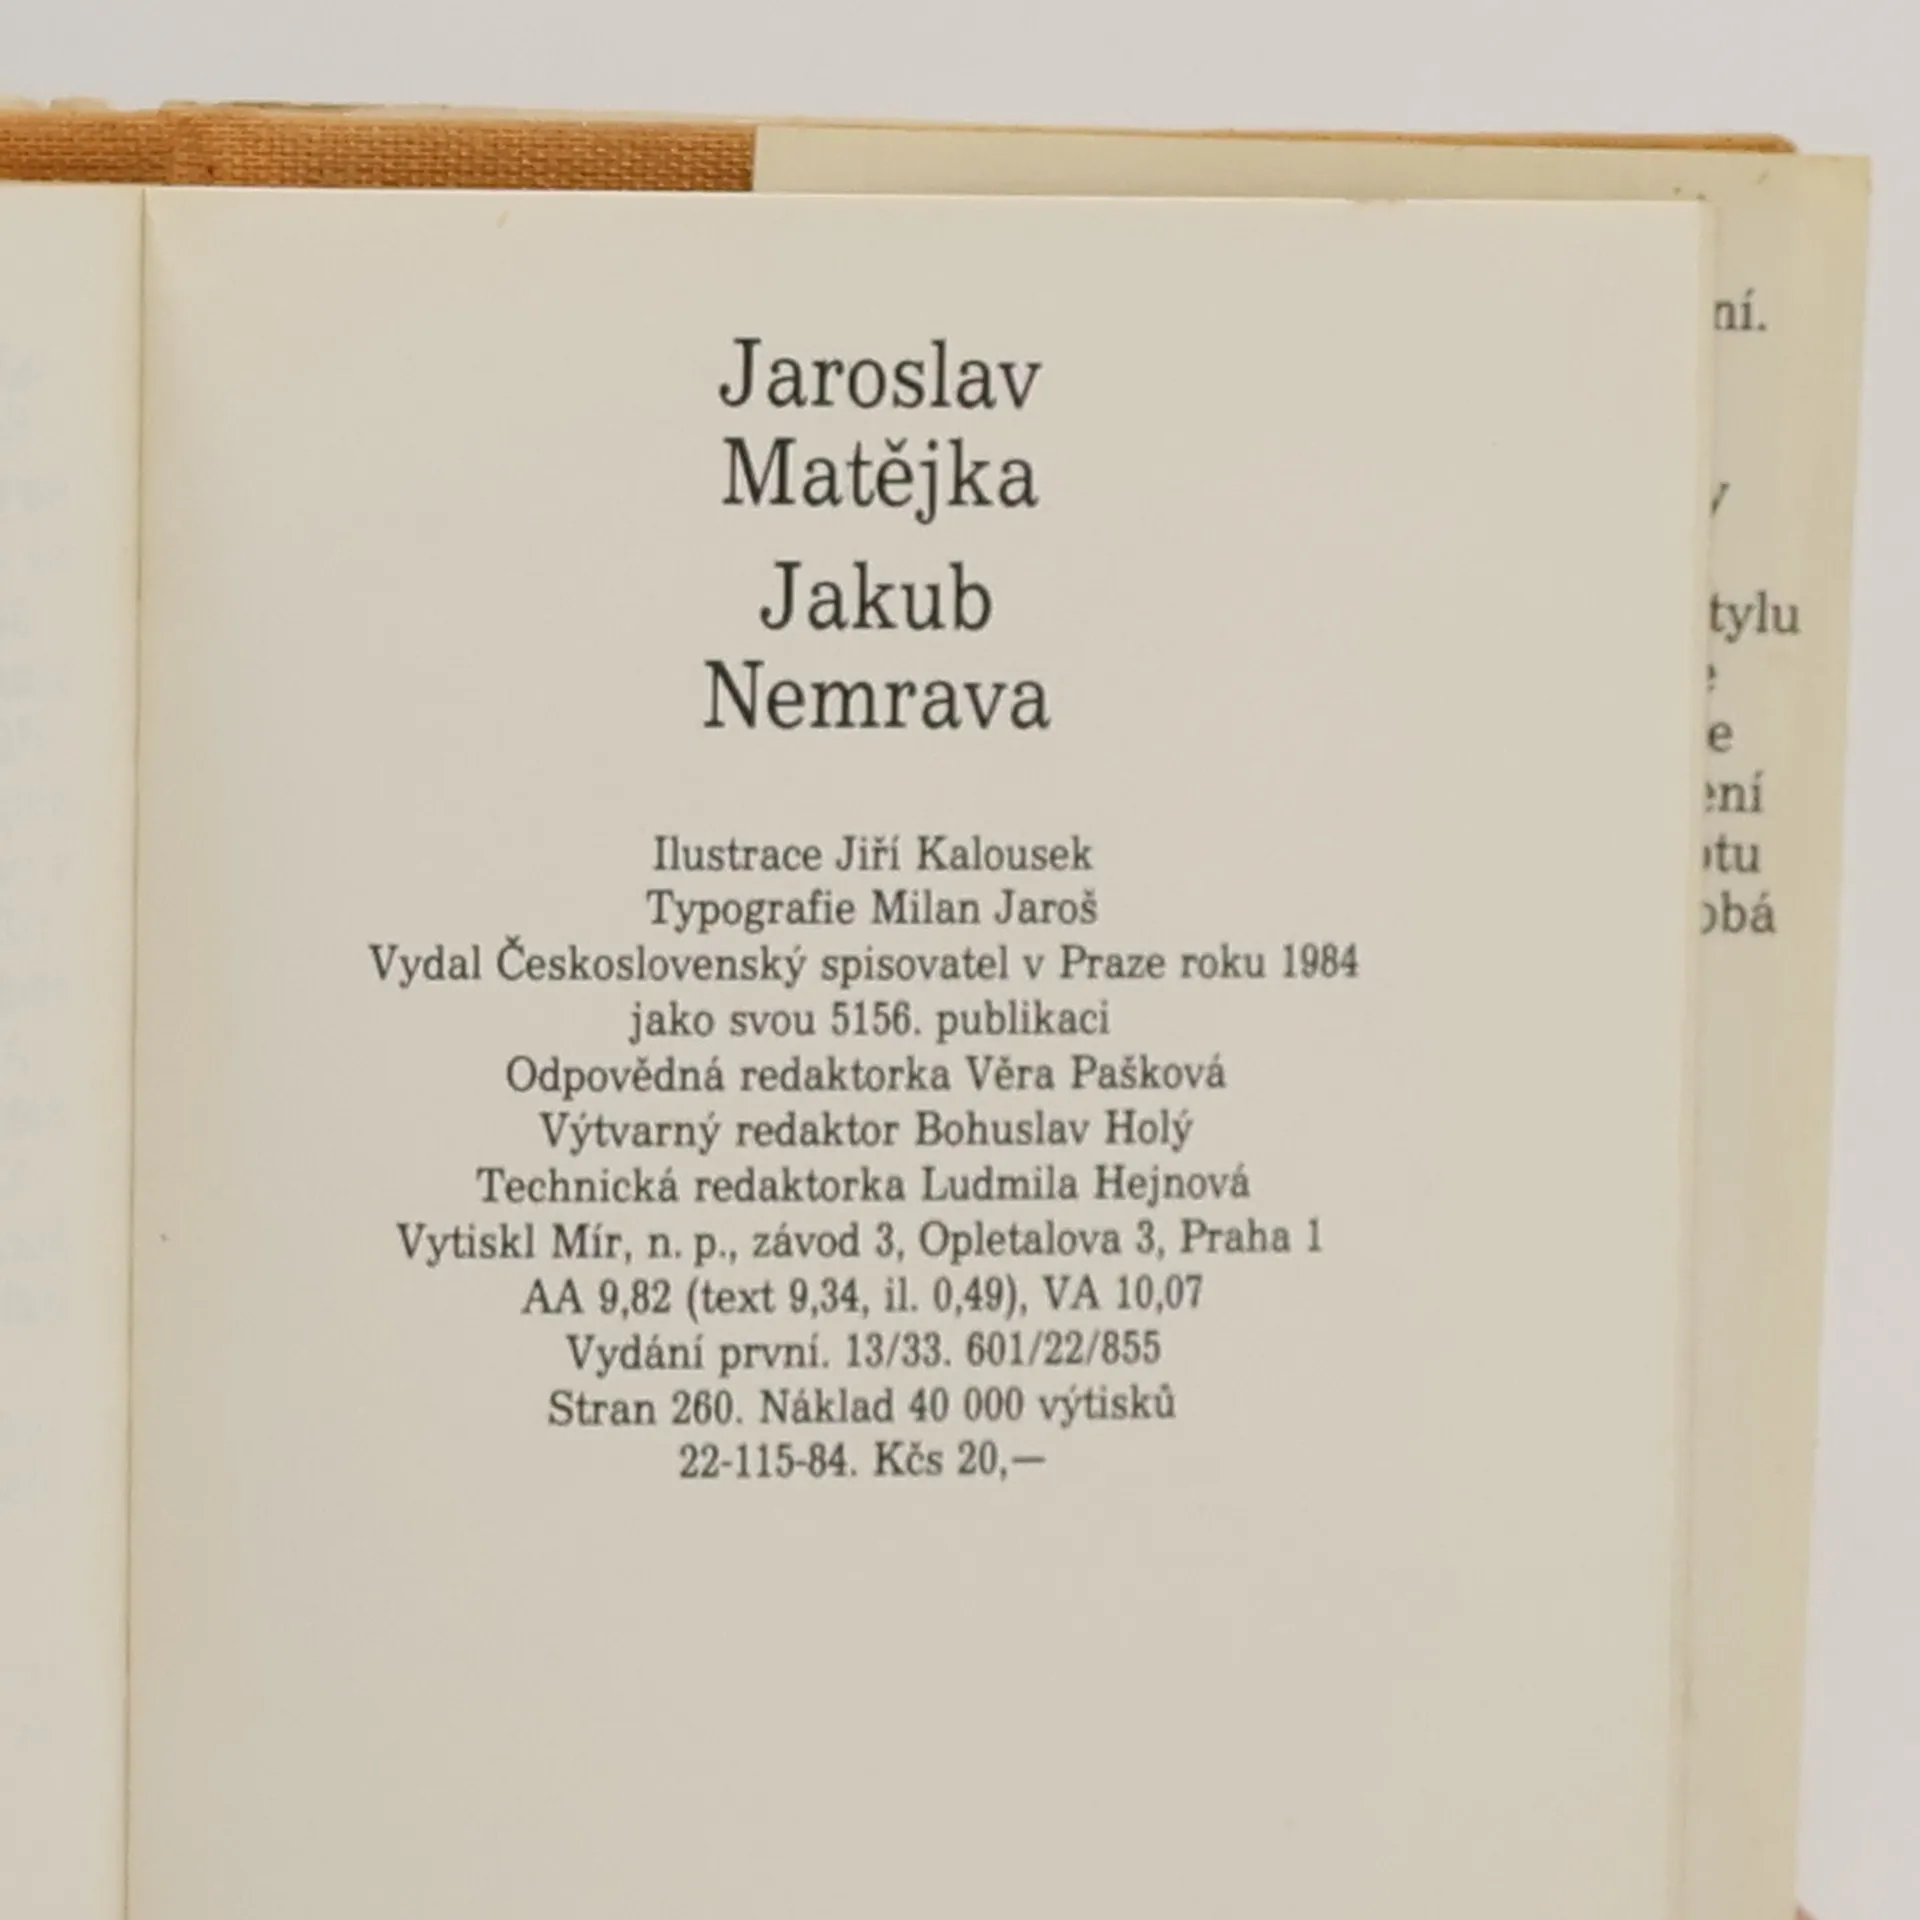 Jaroslav
Matějka
Jakub
Nemrava
Ilustrace Jiří Kalousek
Typografie Milan Jaroš
Vydal Československý spisovatel v Praze roku 1984
jako svou 5156. publikaci
Odpovědná redaktorka Věra Pašková
Výtvarný redaktor Bohuslav Holý
Technická redaktorka Ludmila Hejnová
Vytiskl Mír, n. p., závod 3, Opletalova 3, Praha 1
AA 9,82 (text 9,34, il. 0,49), VA 10,07
Vydání první. 13/33. 601/22/855
Stran 260. Náklad 40 000 výtisků
22-115-84. Kčs 20,—